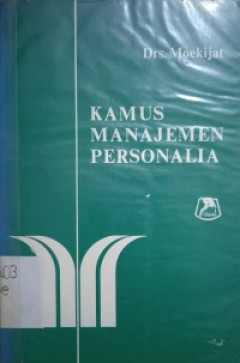 Drs. Moekijat
KAMUS
MANAJEMEN
PERSONALIA